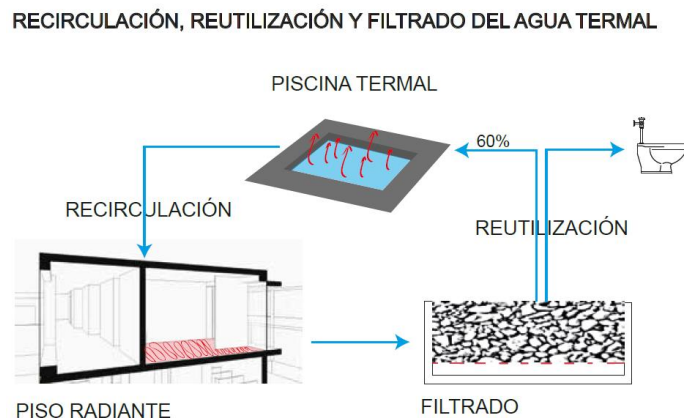 RECIRCULACIÓN, REUTILIZACIÓN Y FILTRADO DEL AGUA TERMAL
PISCINA TERMAL
60%
RECIRCULACIÓN
REUTILIZACIÓN
PISO RADIANTE
FILTRADO